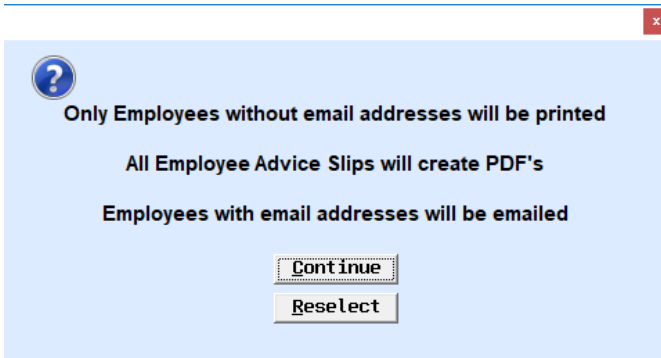 x
?
Only Employees without email addresses will be printed
All Employee Advice Slips will create PDF's
Employees with email addresses will be emailed
Continue
Reselect